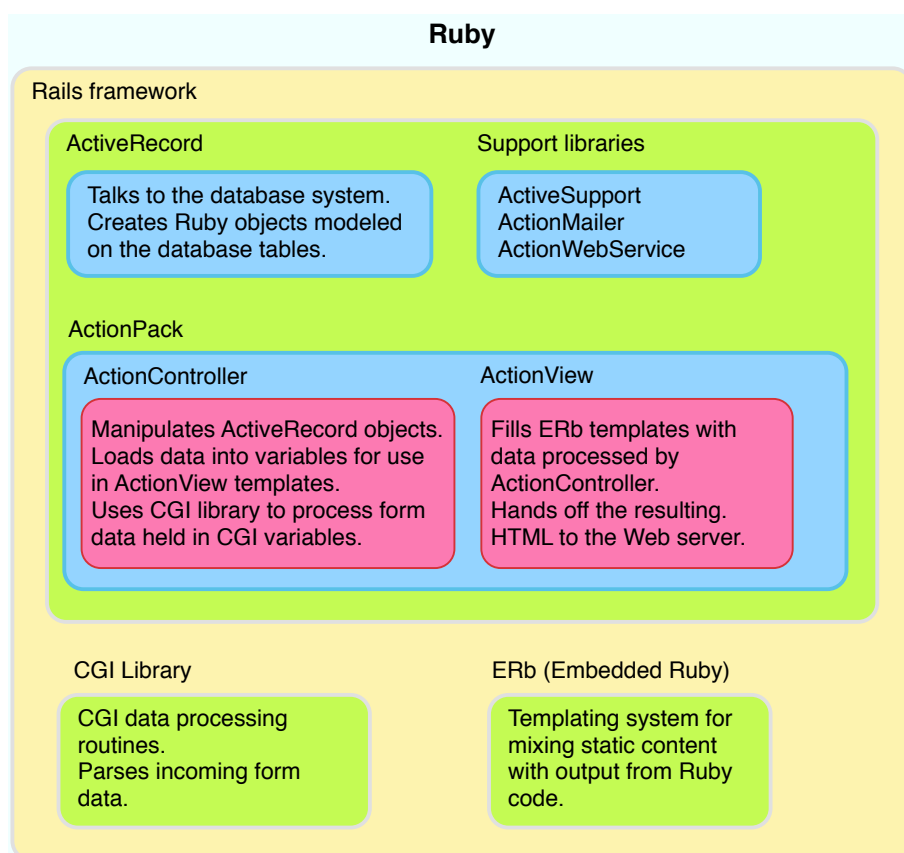 Ruby
Rails framework
ActiveRecord
Talks to the database system.
Creates Ruby objects modeled
on the database tables.
Support libraries
ActiveSupport
ActionMailer
ActionWebService
ActionPack
ActionController
Manipulates ActiveRecord objects.
Loads data into variables for use
in ActionView templates.
Uses CGI library to process form
data held in CGI variables.
ActionView
Fills ERb templates with
data processed by
ActionController.
Hands off the resulting.
HTML to the Web server.
CGI Library
CGI data processing
routines.
Parses incoming form
data.
ERb (Embedded Ruby)
Templating system for
mixing static content
with output from Ruby
code.